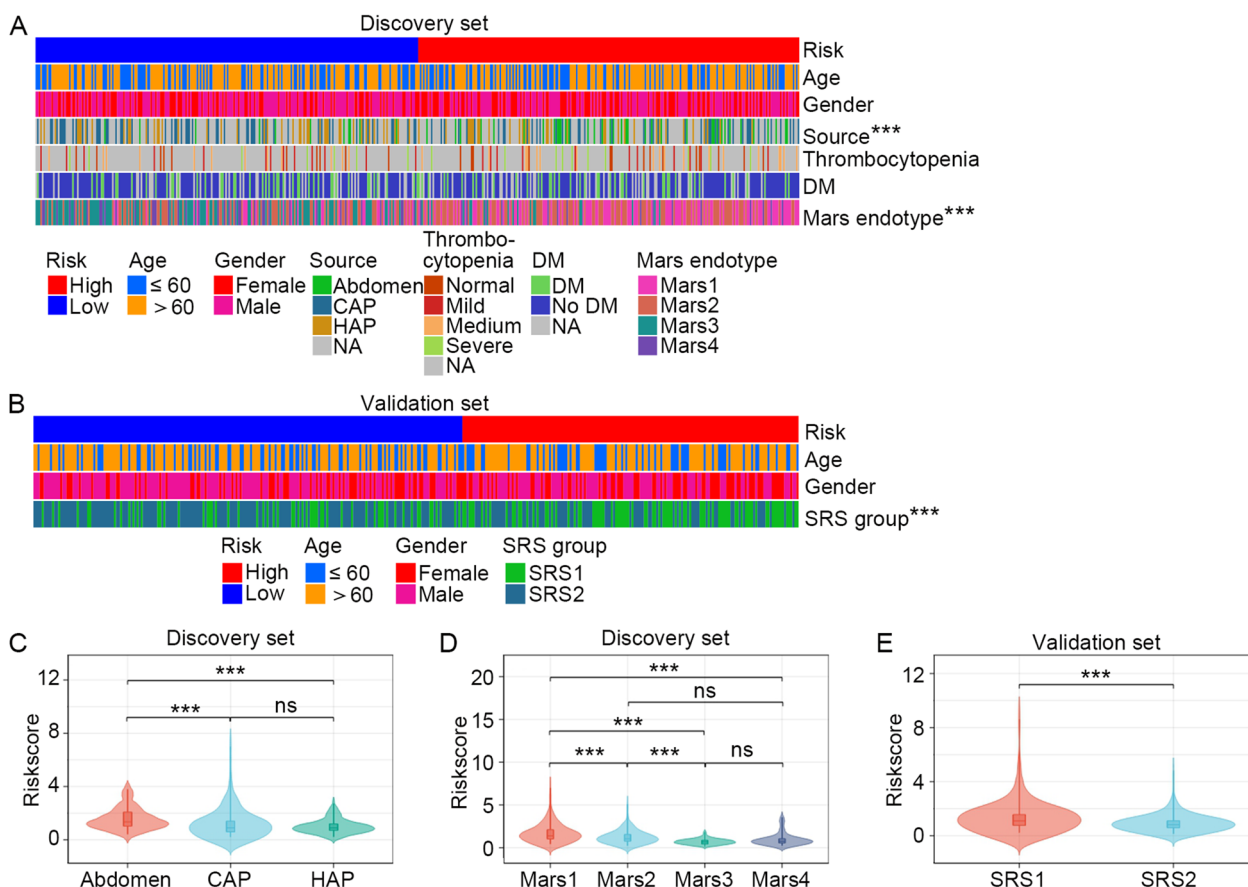 A
Discovery set
Risk
Age
Gender
Source***
Thrombocytopenia
DM
Mars endotype***
Risk
High
Low
Age
≤ 60
> 60
Gender
Female
Male
Source
Abdomen
CAP
HAP
NA
Thrombo-
cytopenia
Normal
Mild
Medium
Severe
NA
DM
DM
No DM
NA
Mars endotype
Mars1
Mars2
Mars3
Mars4
B
Validation set
Risk
Age
Gender
SRS group***
Risk
High
Low
Age
≤ 60
> 60
Gender
Female
Male
SRS group
SRS1
SRS2
C
Discovery set
Riskscore
12
8
4
0
***
***
ns
Abdomen
CAP
HAP
D
Discovery set
Riskscore
20
15
10
5
0
***
ns
***
***
***
ns
Mars1
Mars2
Mars3
Mars4
E
Validation set
Riskscore
12
8
4
0
***
SRS1
SRS2